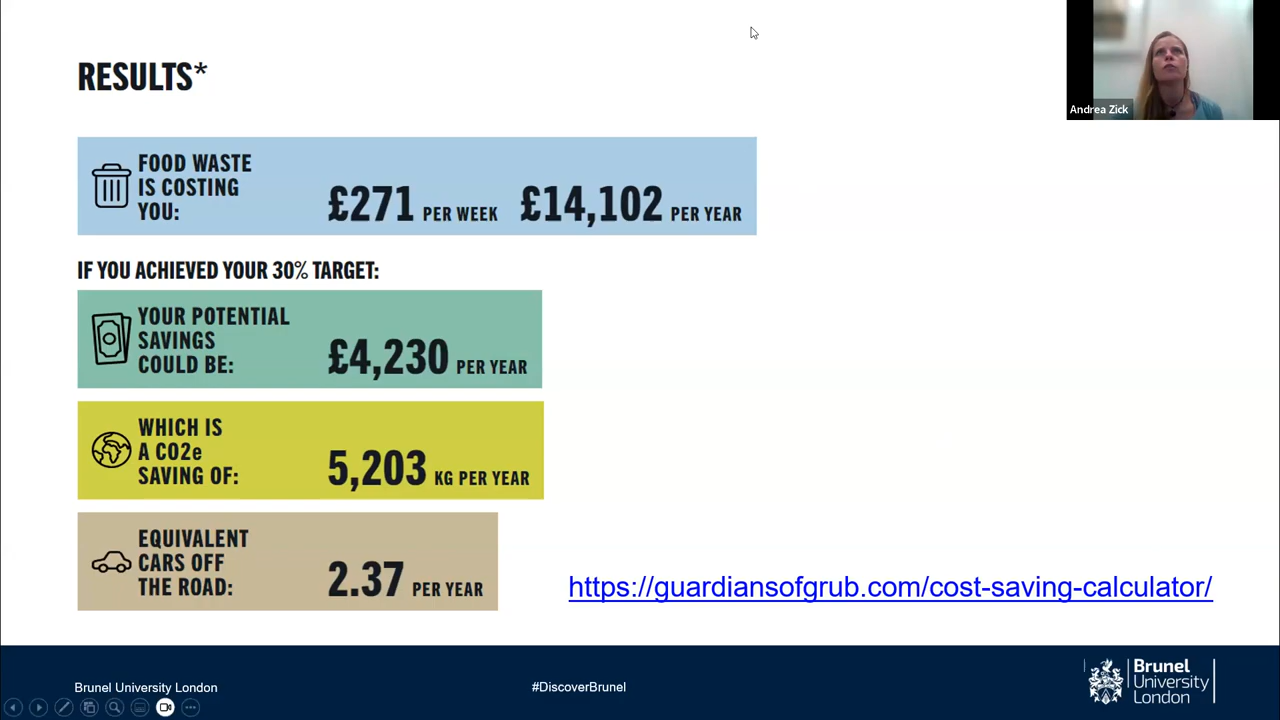 RESULTS*
Andrea Zick
FOOD WASTE
IS COSTING
YOU:
£271 PER WEEK £14,102 PER YEAR
IF YOU ACHIEVED YOUR 30% TARGET:
YOUR POTENTIAL
SAVINGS
COULD BE:
£4,230 PER YEAR
WHICH IS
A CO2e
SAVING OF:
5,203 KG PER YEAR
EQUIVALENT
CARS OFF
THE ROAD:
2.37 PER YEAR
https://guardiansofgrub.com/cost-saving-calculator/
Brunel University London
#DiscoverBrunel
Brunel
University
London